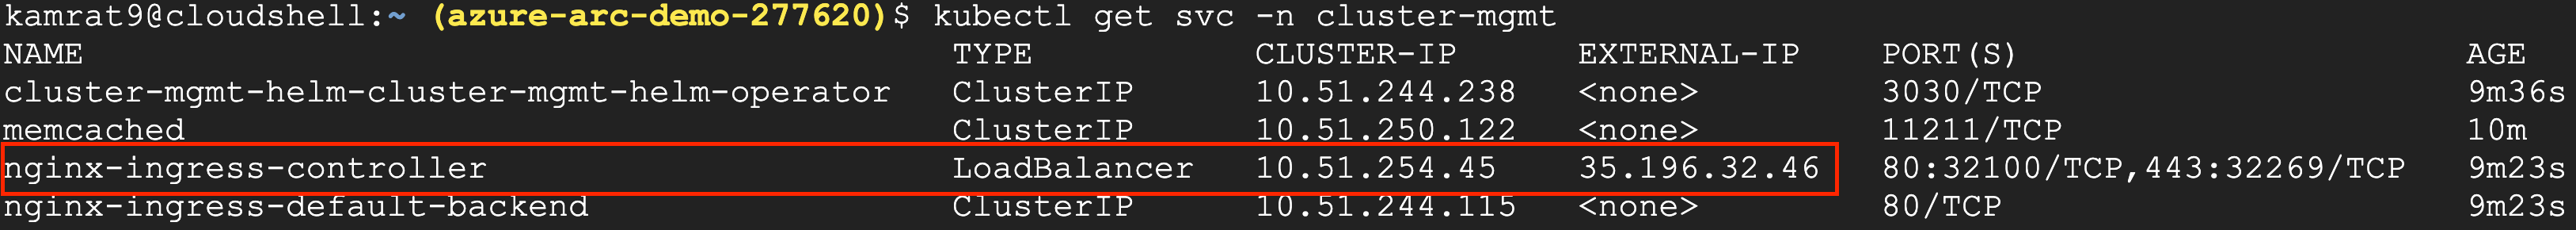 kamrat9@cloudshell:~ (azure-arc-demo-277620)$ kubectl get svc -n cluster-mgmt
NAME TYPE CLUSTER-IP EXTERNAL-IP PORT(S) AGE
cluster-mgmt-helm-cluster-mgmt-helm-operator ClusterIP 10.51.244.238 <none> 3030/TCP 9m36s
memcached ClusterIP 10.51.250.122 <none> 11211/TCP 10m
nginx-ingress-controller LoadBalancer 10.51.254.45 35.196.32.46 80:32100/TCP,443:32269/TCP 9m23s
nginx-ingress-default-backend ClusterIP 10.51.244.115 <none> 80/TCP 9m23s